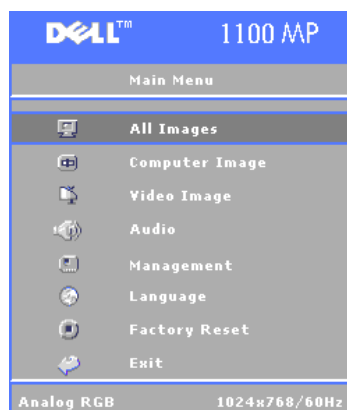 DELL™ 1100 MP
Main Menu
All Images
Computer Image
Video Image
Audio
Management
Language
Factory Reset
Exit
Analog RGB 1024x768/60Hz